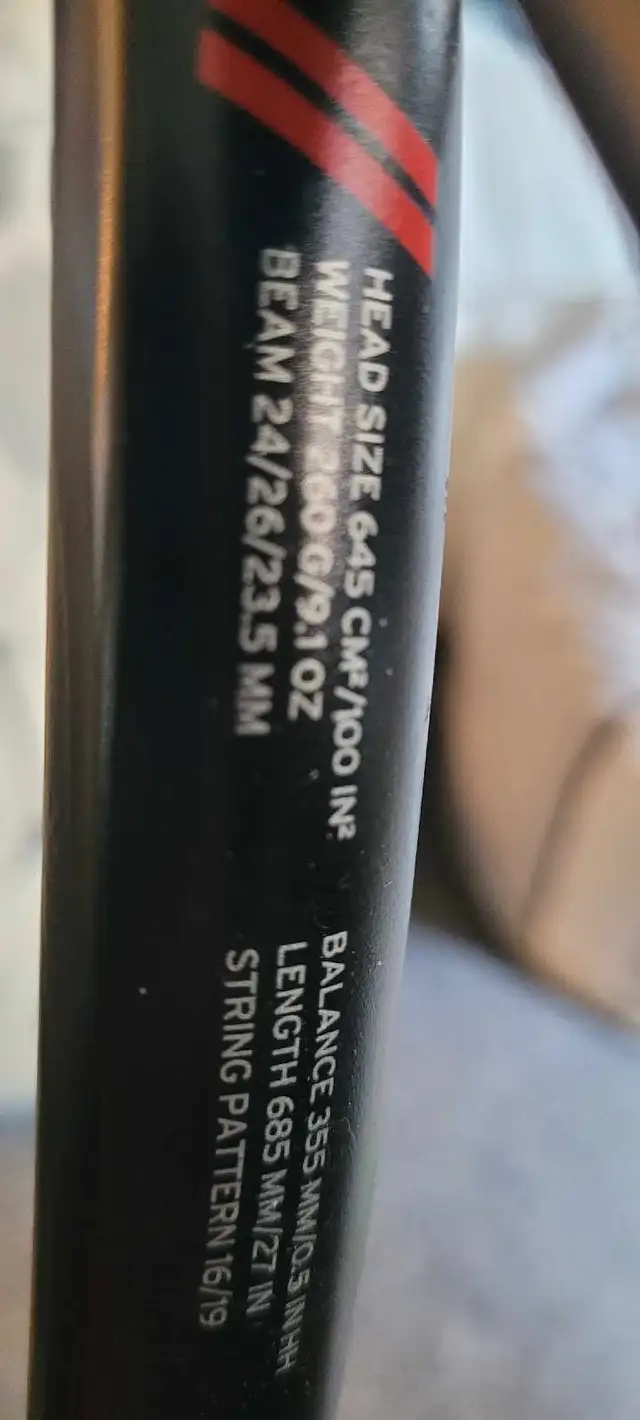 HEAD SIZE 645 CM²/100 IN²
WEIGHT 260 G/9.1 OZ
BEAM 24/26/23.5 MM
BALANCE 355 MM/0.5 IN HH
LENGTH 685 MM/27 IN
STRING PATTERN 16/19